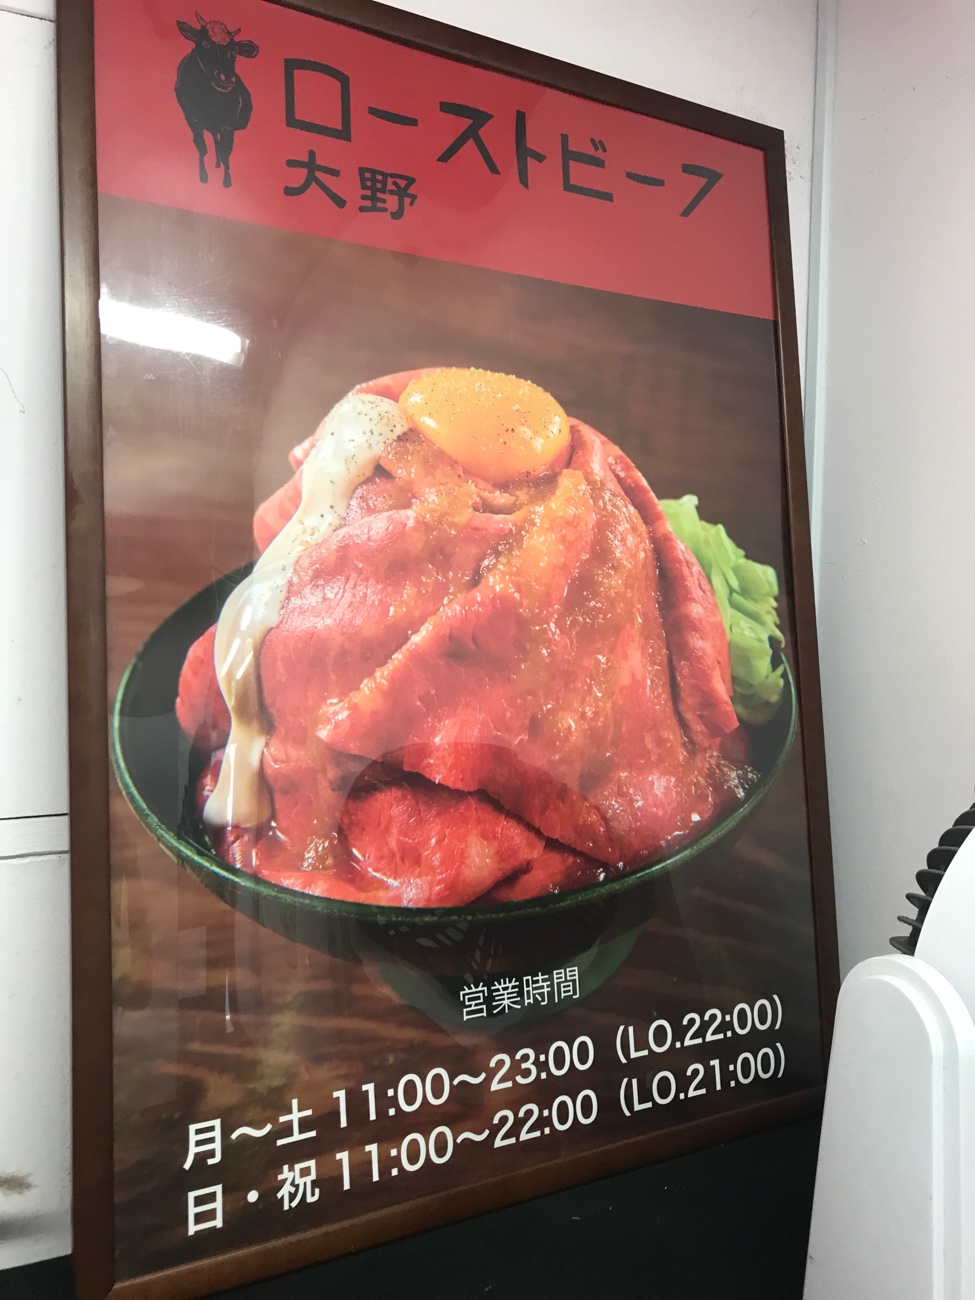 ローストビーフ
大野
営業時間
月～土 11:00～23:00（LO.22:00）
日・祝 11:00～22:00（LO.21:00）